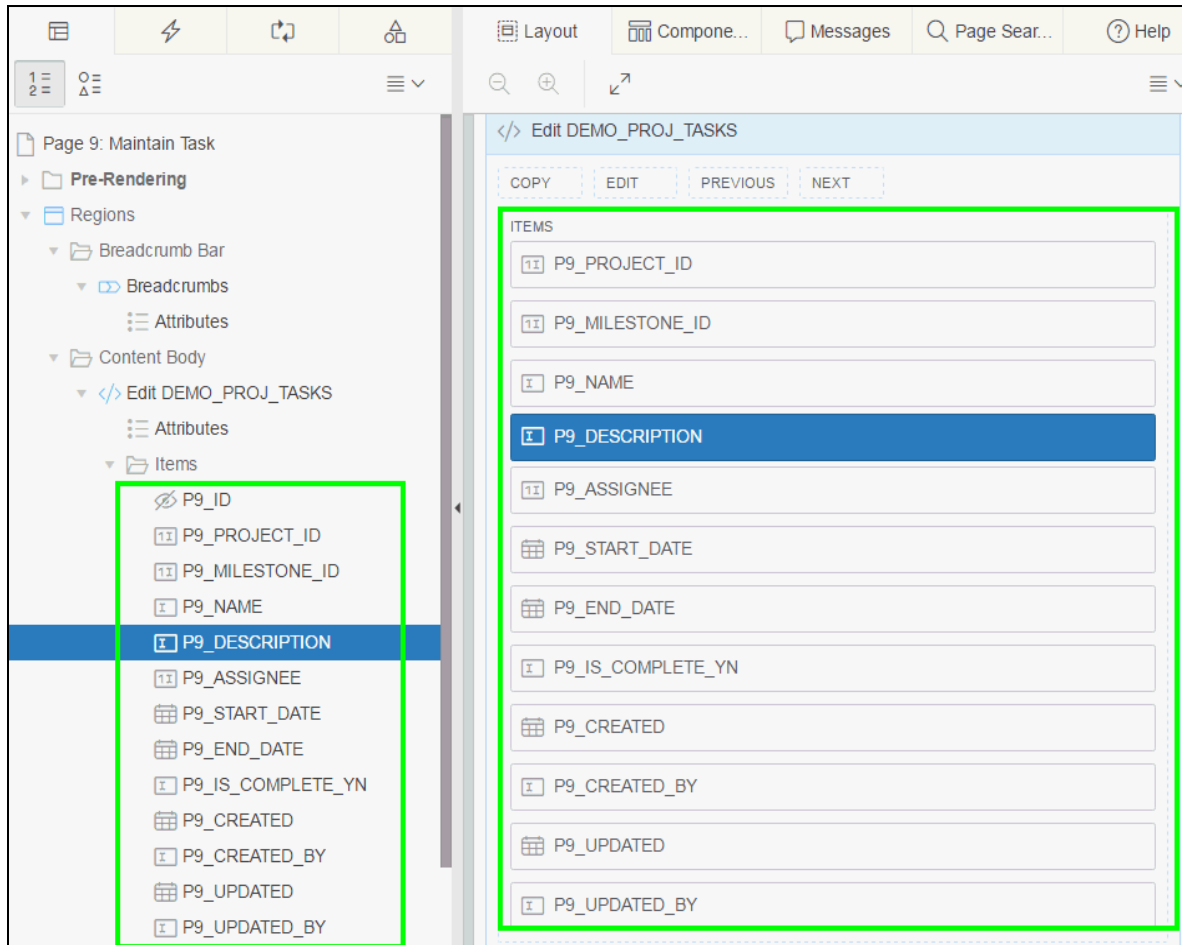 Layout
Compone...
Messages
Page Sear...
Help
Page 9: Maintain Task
Pre-Rendering
Regions
Breadcrumb Bar
Breadcrumbs
Attributes
Content Body
Edit DEMO_PROJ_TASKS
Attributes
Items
P9_ID
P9_PROJECT_ID
P9_MILESTONE_ID
P9_NAME
P9_DESCRIPTION
P9_ASSIGNEE
P9_START_DATE
P9_END_DATE
P9_IS_COMPLETE_YN
P9_CREATED
P9_CREATED_BY
P9_UPDATED
P9_UPDATED_BY
Edit DEMO_PROJ_TASKS
COPY EDIT PREVIOUS NEXT
ITEMS
P9_PROJECT_ID
P9_MILESTONE_ID
P9_NAME
P9_DESCRIPTION
P9_ASSIGNEE
P9_START_DATE
P9_END_DATE
P9_IS_COMPLETE_YN
P9_CREATED
P9_CREATED_BY
P9_UPDATED
P9_UPDATED_BY